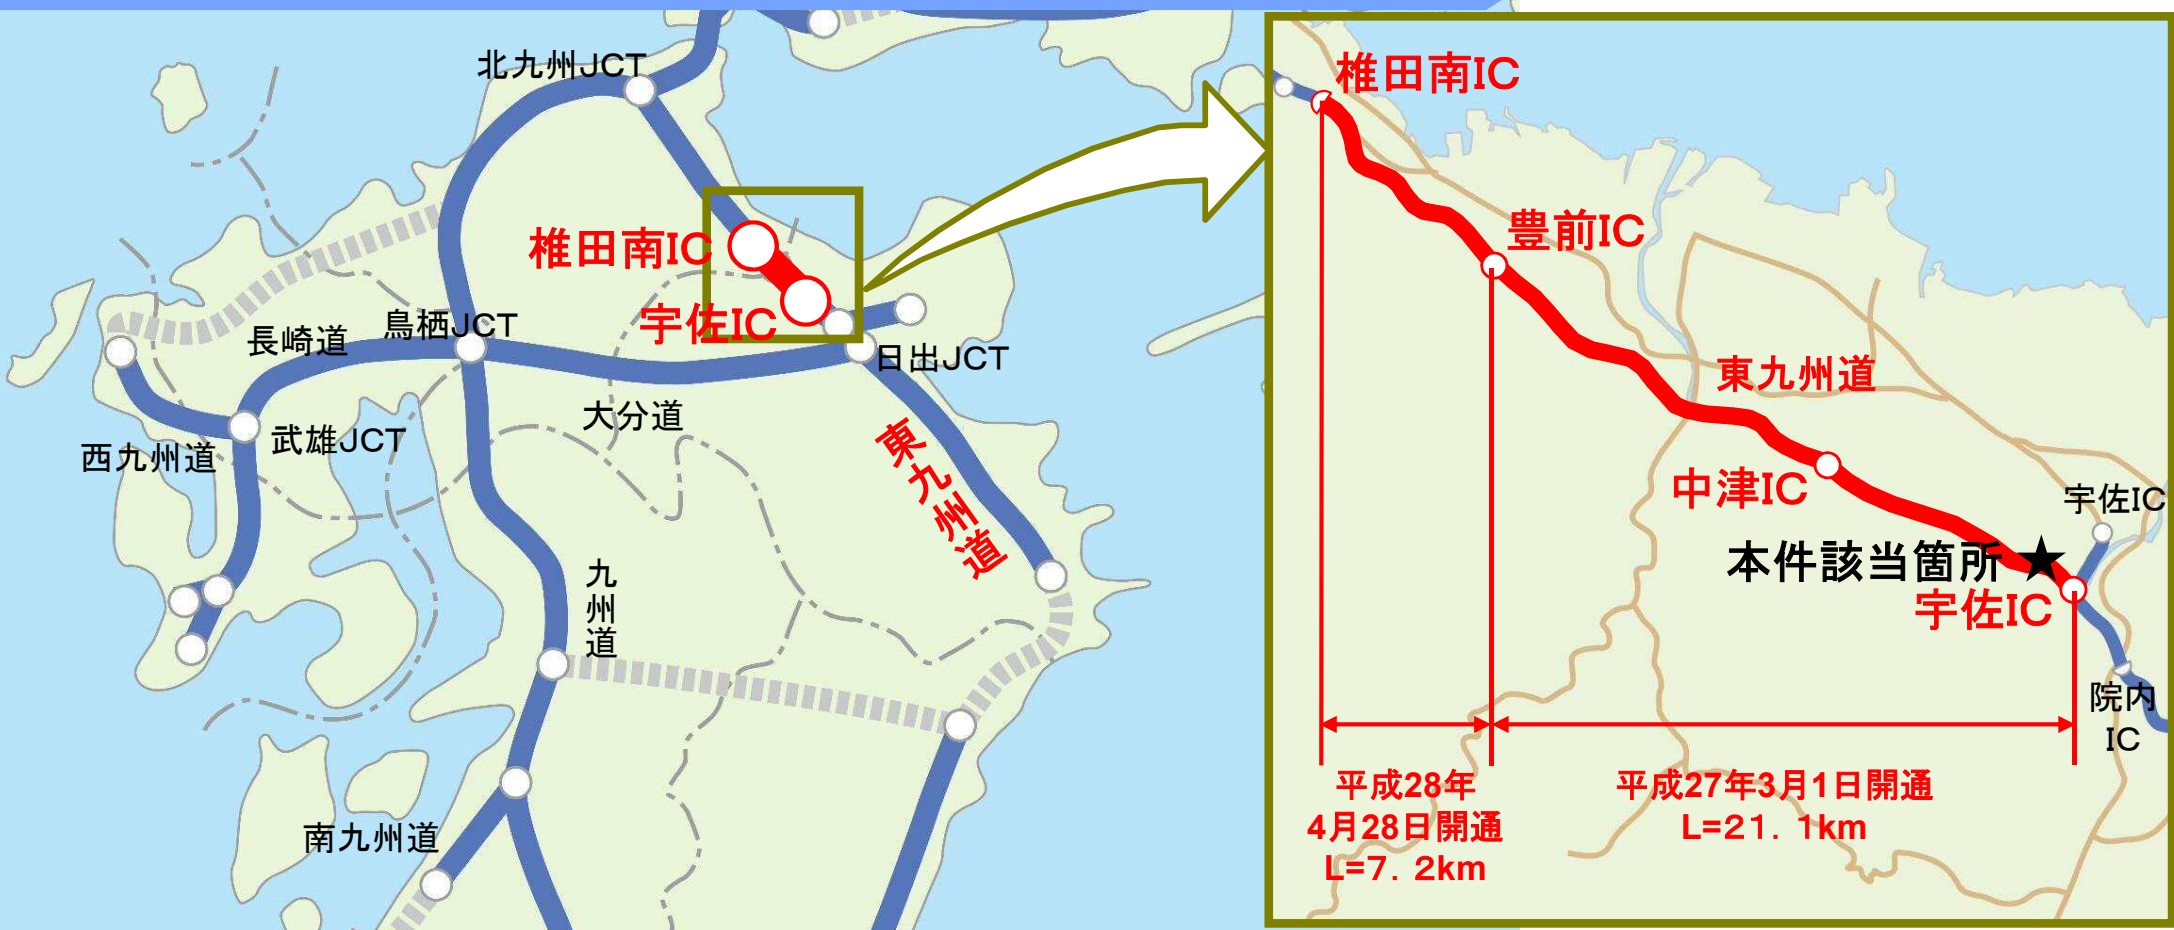 北九州JCT
椎田南IC
宇佐IC
長崎道
鳥栖JCT
日出JCT
大分道
武雄JCT
西九州道
東九州道
九州道
南九州道
椎田南IC
豊前IC
東九州道
中津IC
宇佐IC
本件該当箇所 ★
宇佐IC
院内
IC
平成28年
4月28日開通
L=7．2km
平成27年3月1日開通
L=21．1km